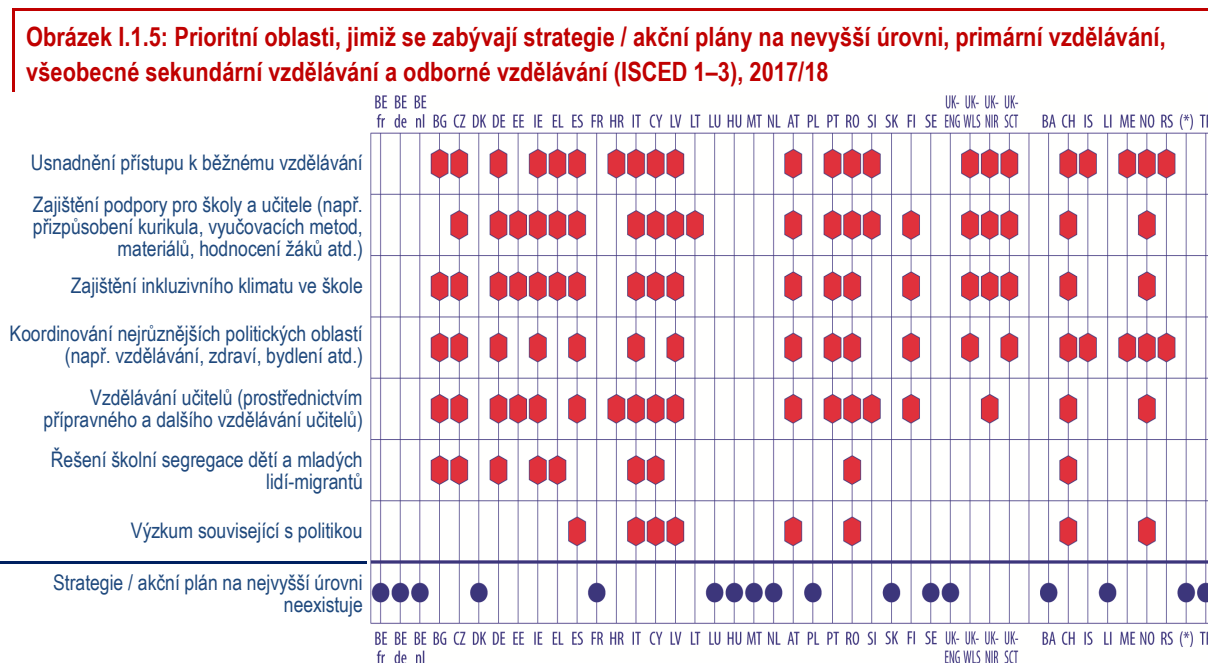 Obrázek I.1.5: Prioritní oblasti, jimiž se zabývají strategie / akční plány na nevyšší úrovni, primární vzdělávání,
všeobecné sekundární vzdělávání a odborné vzdělávání (ISCED 1–3), 2017/18
BE BE BE UK- UK- UK- UK-
fr de nl BG CZ DK DE EE IE EL ES FR HR IT CY LV LT LU HU MT NL AT PL PT RO SI SK FI SE ENG WLS NIR SCT BA CH IS LI ME NO RS (*)
Usnadnění přístupu k běžnému vzdělávání
Zajištění podpory pro školy a učitele (např.
přizpůsobení kurikula, vyučovacích metod,
materiálů, hodnocení žáků atd.)
Zajištění inkluzivního klimatu ve škole
Koordinování nejrůznějších politických oblastí
(např. vzdělávání, zdraví, bydlení atd.)
Vzdělávání učitelů (prostřednictvím
přípravného a dalšího vzdělávání učitelů)
Řešení školní segregace dětí a mladých
lidí-migrantů
Výzkum související s politikou
Strategie / akční plán na nejvyšší úrovni
neexistuje
BE BE BE BG CZ DK DE EE IE EL ES FR HR IT CY LV LT LU HU MT NL AT PL PT RO SI SK FI SE UK- UK- UK- UK- BA CH IS LI ME NO RS (*)
fr de nl ENG WLS NIR SCT